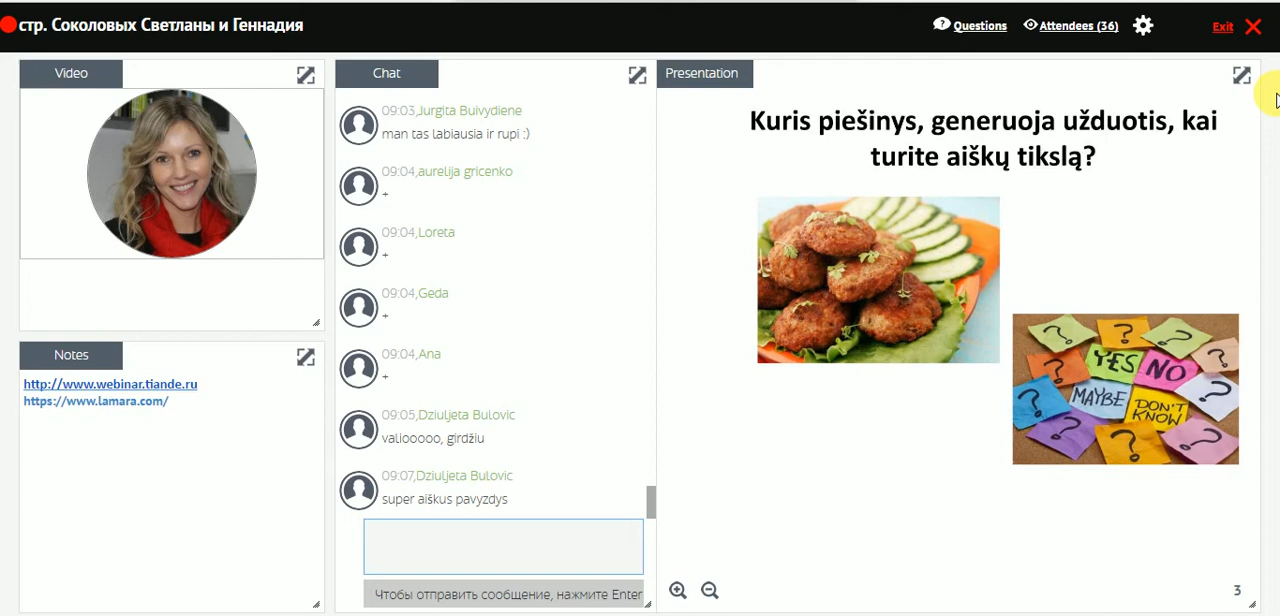 стр. Соколовых Светланы и Геннадия
Questions
Attendees (36)
Exit
Video
Notes
http://www.webinar.tiande.ru
https://www.lamara.com/
Chat
09:03,Jurgita Buivydiene
man tas labiausia ir rupi :)
09:04,aurelija gricenko
+
09:04,Loreta
+
09:04,Geda
+
09:04,Ana
+
09:05,Dziuljeta Bulovic
valiooooo, girdžiu
09:07,Dziuljeta Bulovic
super aiškus pavyzdys
Чтобы отправить сообщение, нажмите Enter
Presentation
Kuris piešinys, generuoja užduotis, kai
turite aiškų tikslą?
? ? ?
? YES NO ?
? MAYBE DON'T KNOW ?
? ? ?
3